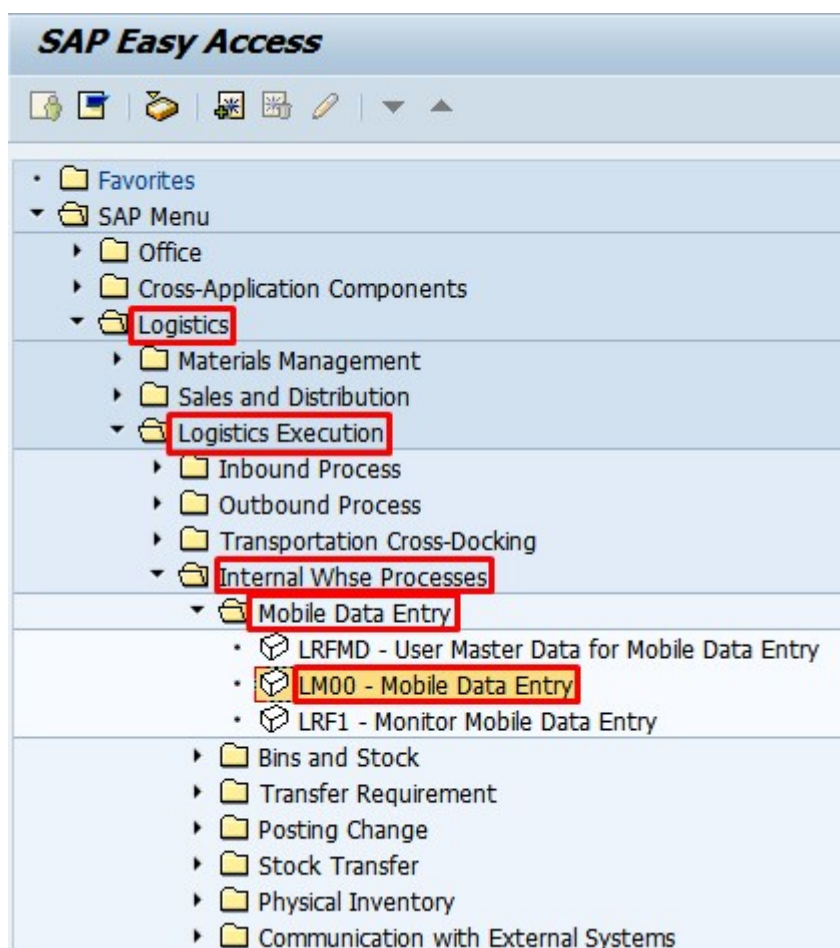 SAP Easy Access
Favorites
SAP Menu
Office
Cross-Application Components
Logistics
Materials Management
Sales and Distribution
Logistics Execution
Inbound Process
Outbound Process
Transportation Cross-Docking
Internal Whse Processes
Mobile Data Entry
LRFMD - User Master Data for Mobile Data Entry
LM00 - Mobile Data Entry
LRF1 - Monitor Mobile Data Entry
Bins and Stock
Transfer Requirement
Posting Change
Stock Transfer
Physical Inventory
Communication with External Systems